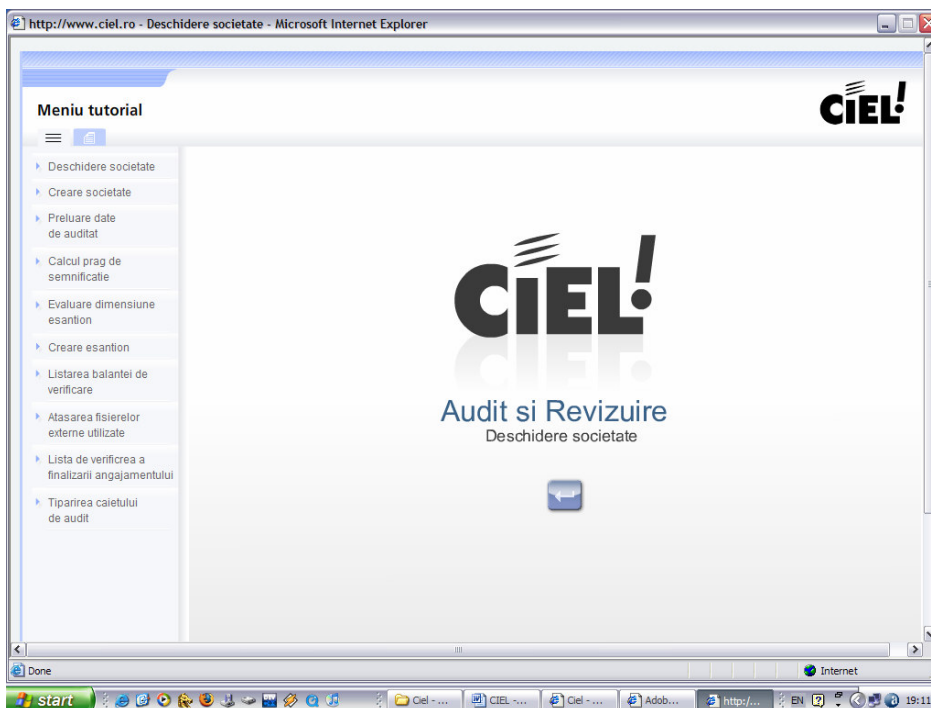 http://www.ciel.ro - Deschidere societate - Microsoft Internet Explorer
Meniu tutorial
CIEL!
Deschidere societate
Creare societate
Preluare date
de auditat
Calcul prag de
semnificatie
Evaluare dimensiune
esantion
Creare esantion
Listarea balantei de
verificare
Atasarea fisierelor
externe utilizate
Lista de verificrea a
finalizarii angajamentului
Tiparirea caietului
de audit
CIEL!
Audit si Revizuire
Deschidere societate
Done
Internet
start
Ciel - ...
CIEL -...
Ciel - ...
Adob...
http:/...
EN
19:11